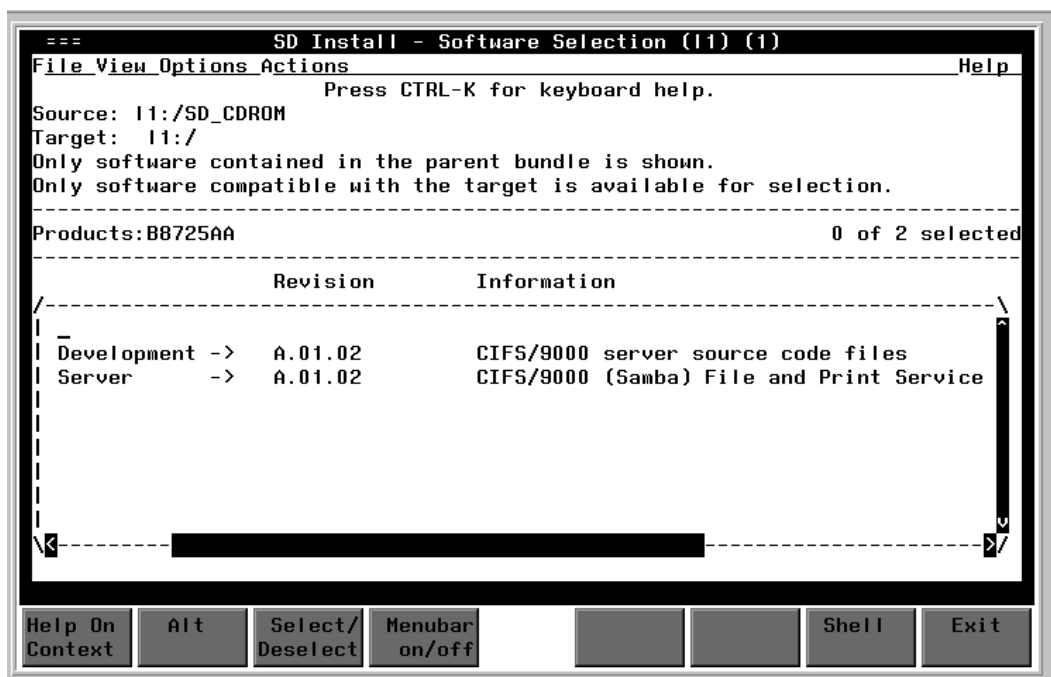 === SD Install - Software Selection (l1) (1)
File View Options Actions Help
Press CTRL-K for keyboard help.
Source: l1:/SD_CDROM
Target: l1:/
Only software contained in the parent bundle is shown.
Only software compatible with the target is available for selection.
Products:B8725AA 0 of 2 selected
Revision Information
Development -> A.01.02 CIFS/9000 server source code files
Server -> A.01.02 CIFS/9000 (Samba) File and Print Service
Help On Context
Alt
Select/ Deselect
Menubar on/off
Shell
Exit